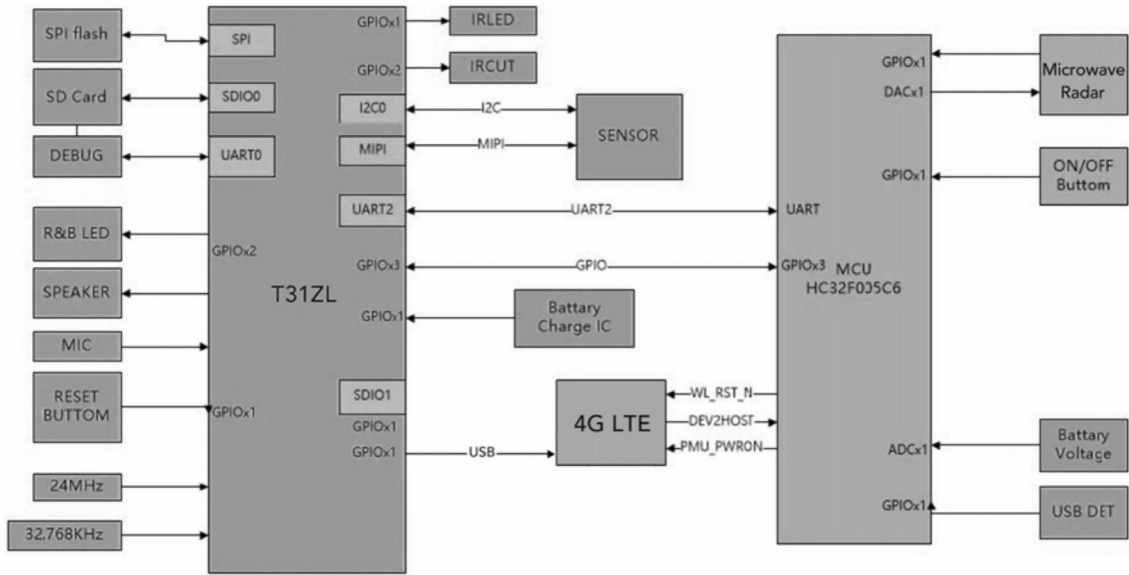 SPI flash
SD Card
DEBUG
R&B LED
SPEAKER
MIC
RESET
BUTTOM
24MHz
32.768KHz
SPI
SDIO0
UART0
GPIOx2
GPIOx1
T31ZL
GPIOx1
GPIOx2
I2C0
MIPI
UART2
GPIOx3
GPIOx1
SDIO1
GPIOx1
GPIOx1
IRLED
IRCUT
I2C
MIPI
SENSOR
UART2
GPIO
Battary
Charge IC
USB
4G LTE
WL_RST_N
DEV2HOST
PMU_PWRON
UART
GPIOx3
MCU
HC32F005C6
GPIOx1
DACx1
GPIOx1
ADCx1
GPIOx1
Microwave
Radar
ON/OFF
Buttom
Battary
Voltage
USB DET